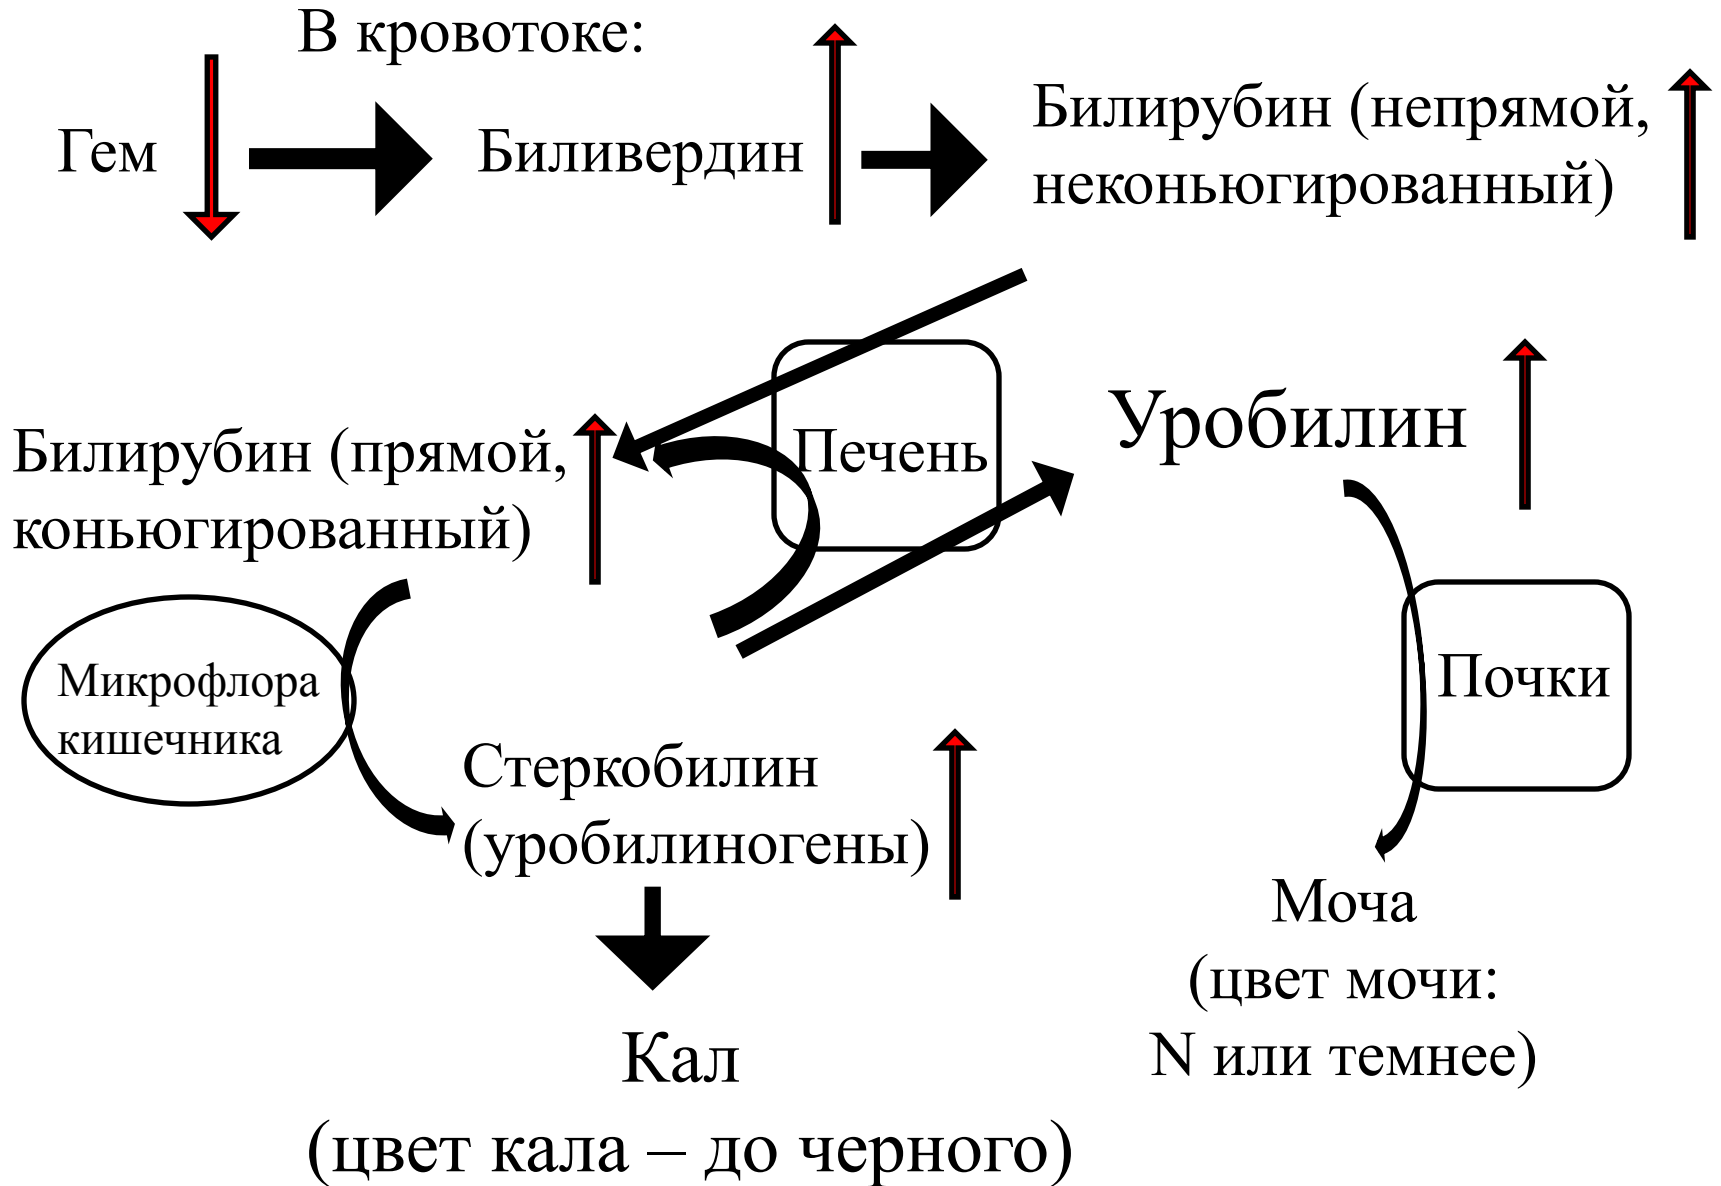 В кровотоке:
Гем
Биливердин
Билирубин (непрямой,
неконьюгированный)
Билирубин (прямой,
коньюгированный)
Печень
Уробилин
Микрофлора
кишечника
Почки
Стеркобилин
(уробилиногены)
Моча
(цвет мочи:
N или темнее)
Кал
(цвет кала – до черного)